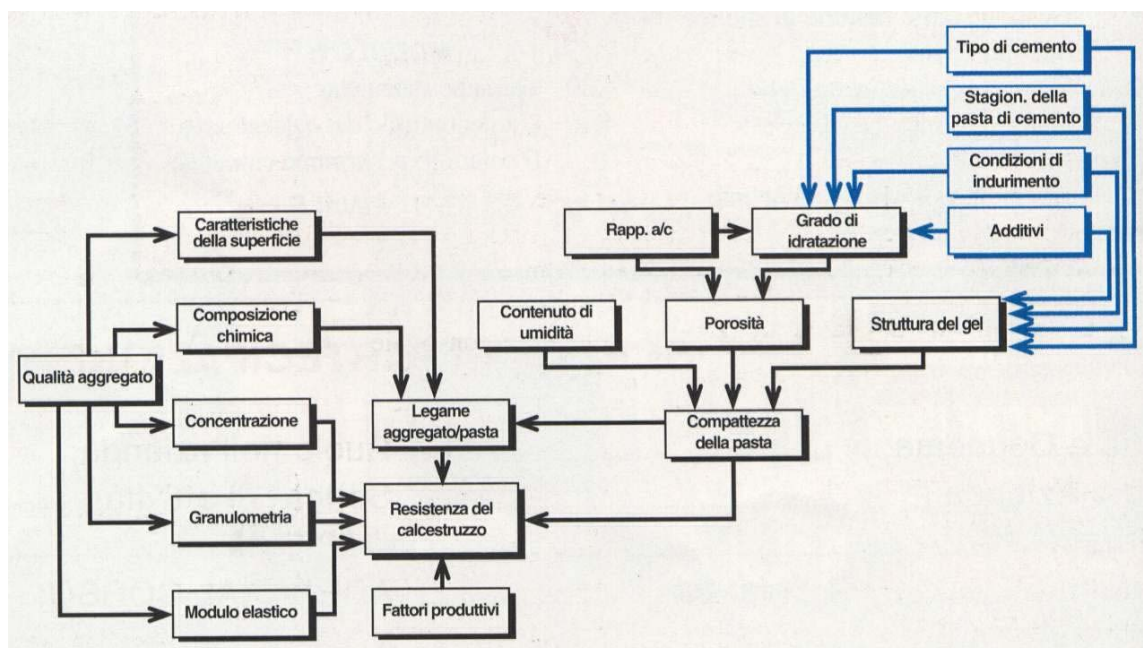 Tipo di cemento
Stagion. della
pasta di cemento
Condizioni di
indurimento
Caratteristiche
della superficie
Rapp. a/c
Grado di
idratazione
Additivi
Composizione
chimica
Contenuto di
umidità
Porosità
Struttura del gel
Qualità aggregato
Concentrazione
Legame
aggregato/pasta
Compattezza
della pasta
Granulometria
Resistenza del
calcestruzzo
Modulo elastico
Fattori produttivi